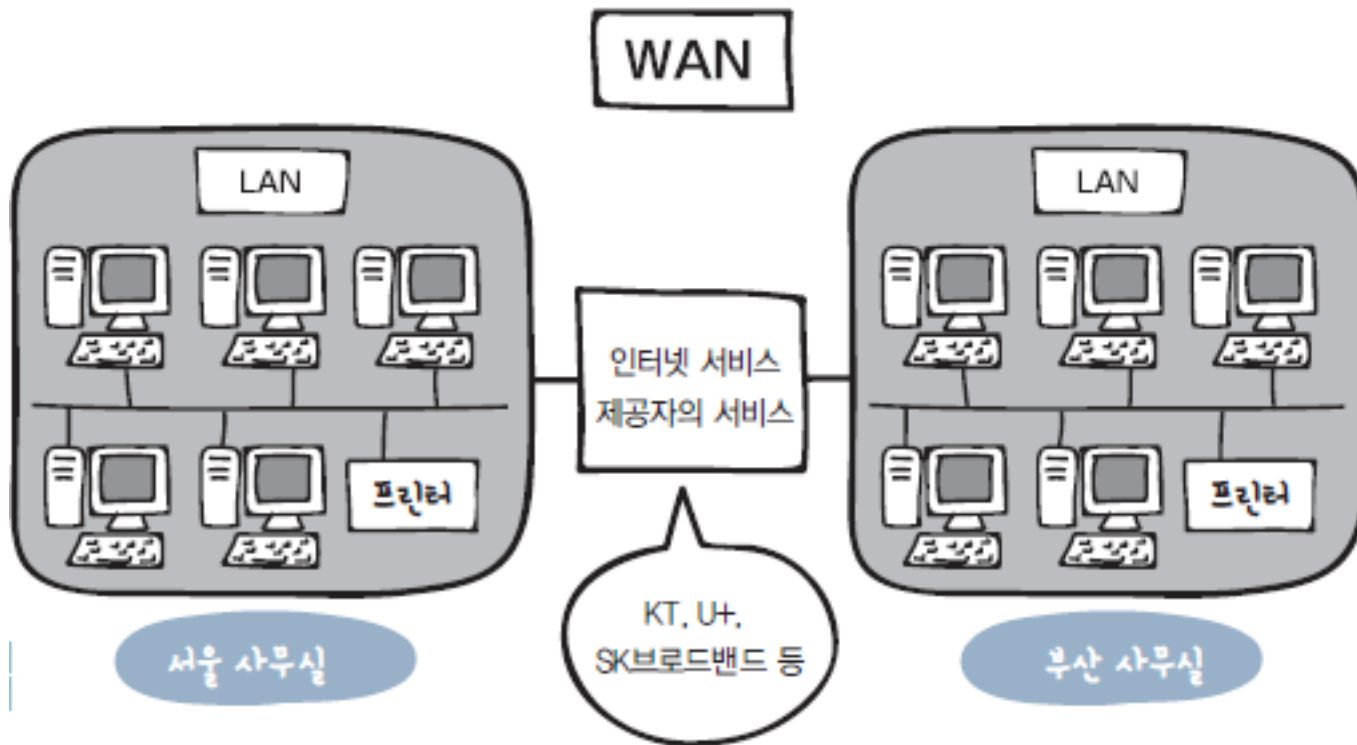 WAN
LAN
LAN
인터넷 서비스
제공자의 서비스
프린터
프린터
KT, U+,
SK브로드밴드 등
서울 사무실
부산 사무실